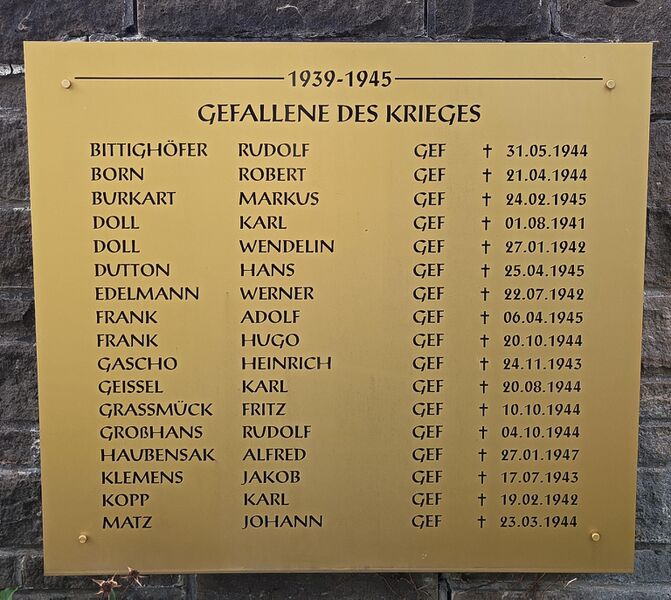 1939-1945
GEFALLENE DES KRIEGES
BITTIGHÖFER RUDOLF GEF † 31.05.1944
BORN ROBERT GEF † 21.04.1944
BURKART MARKUS GEF † 24.02.1945
DOLL KARL GEF † 01.08.1941
DOLL WENDELIN GEF † 27.01.1942
DUTTON HANS GEF † 25.04.1945
EDELMANN WERNER GEF † 22.07.1942
FRANK ADOLF GEF † 06.04.1945
FRANK HUGO GEF † 20.10.1944
GASCHO HEINRICH GEF † 24.11.1943
GEISSEL KARL GEF † 20.08.1944
GRASSMÜCK FRITZ GEF † 10.10.1944
GROßHANS RUDOLF GEF † 04.10.1944
HAUBENSAK ALFRED GEF † 27.01.1947
KLEMENS JAKOB GEF † 17.07.1943
KOPP KARL GEF † 19.02.1942
MATZ JOHANN GEF † 23.03.1944